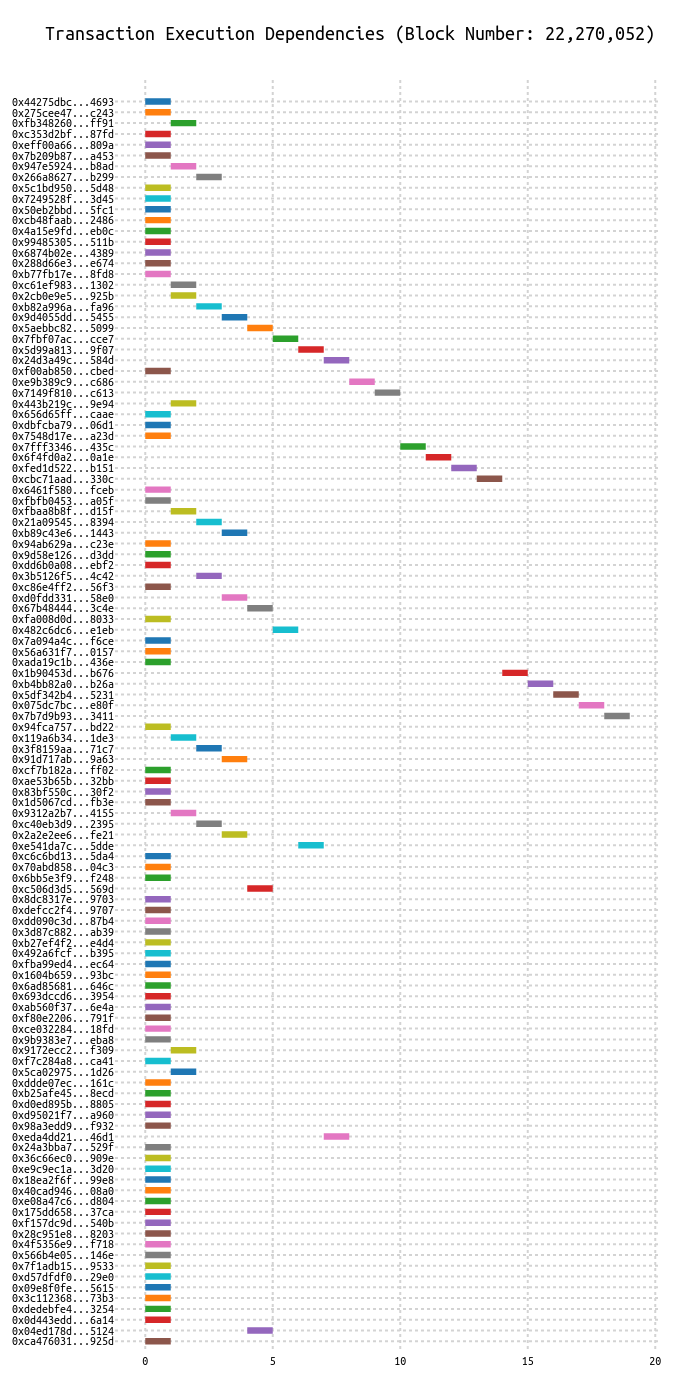 Transaction Execution Dependencies (Block Number: 22,270,052)
0x44275dbc...4693
0x275cee47...c243
0xfb348260...ff91
0xc353d2bf...87fd
0xeff00a66...809a
0x7b209b87...a453
0x947e5924...b8ad
0x266a8627...b299
0x5c1bd950...5d48
0x7249528f...3d45
0x50eb2bbd...5fc1
0xcb48faab...2486
0x4a15e9fd...eb0c
0x99485305...511b
0x6874b02e...4389
0x288d66e3...e674
0xb77fb17e...8fd8
0xc61ef983...1302
0x2cb0e9e5...925b
0xb82a996a...fa96
0x9d4055dd...5455
0x5aebbc82...5099
0x7fbf07ac...cce7
0x5d99a813...9f07
0x24d3a49c...584d
0xf00ab850...cbed
0xe9b389c9...c686
0x7149f810...c613
0x443b219c...9e94
0x656d65ff...caae
0xdbfcba79...06d1
0x7548d17e...a23d
0x7fff3346...435c
0x6f4fd0a2...0a1e
0xfed1d522...b151
0xcbc71aad...330c
0x6461f580...fceb
0xfbfb0453...a05f
0xfbaa8b8f...d15f
0x21a09545...8394
0xb89c43e6...1443
0x94ab629a...c23e
0x9d58e126...d3dd
0xdd6b0a08...ebf2
0x3b5126f5...4c42
0xc86e4ff2...56f3
0xd0fdd331...58e0
0x67b48444...3c4e
0xfa008d0d...8033
0x482c6dc6...e1eb
0x7a094a4c...f6ce
0x56a631f7...0157
0xada19c1b...436e
0x1b90453d...b676
0xb4bb82a0...b26a
0x5df342b4...5231
0x075dc7bc...e80f
0x7b7d9b93...3411
0x94fca757...bd22
0x119a6b34...1de3
0x3f8159aa...71c7
0x91d717ab...9a63
0xcf7b182a...ff02
0xae53b65b...32bb
0x83bf550c...30f2
0x1d5067cd...fb3e
0x9312a2b7...4155
0xc40eb3d9...2395
0x2a2e2ee6...fe21
0xe541da7c...5dde
0xc6c6bd13...5da4
0x70abd858...04c3
0x6bb5e3f9...f248
0xc506d3d5...569d
0x8dc8317e...9703
0xdefcc2f4...9707
0xdd090c3d...87b4
0x3d87c882...ab39
0xb27ef4f2...e4d4
0x492a6fcf...b395
0xfba99ed4...ec64
0x1604b659...93bc
0x6ad85681...646c
0x693dccd6...3954
0xab560f37...6e4a
0xf80e2206...791f
0xce032284...18fd
0x9b9383e7...eba8
0x9172ecc2...f309
0xf7c284a8...ca41
0x5ca02975...1d26
0xddde07ec...161c
0xb25afe45...8ecd
0xd0ed895b...8805
0xd95021f7...a960
0x98a3edd9...f932
0xeda4dd21...46d1
0x24a3bba7...529f
0x36c66ec0...909e
0xe9c9ec1a...3d20
0x18ea2f6f...99e8
0x40cad946...08a0
0xe08a47c6...d804
0x175dd658...37ca
0xf157dc9d...540b
0x28c951e8...8203
0x4f5356e9...f718
0x566b4e05...146e
0x7f1adb15...9533
0xd57dfdf0...29e0
0x09e8f0fe...5615
0x3c112368...73b3
0xdedebfe4...3254
0x0d443edd...6a14
0x04ed178d...5124
0xca476031...925d
0 5 10 15 20